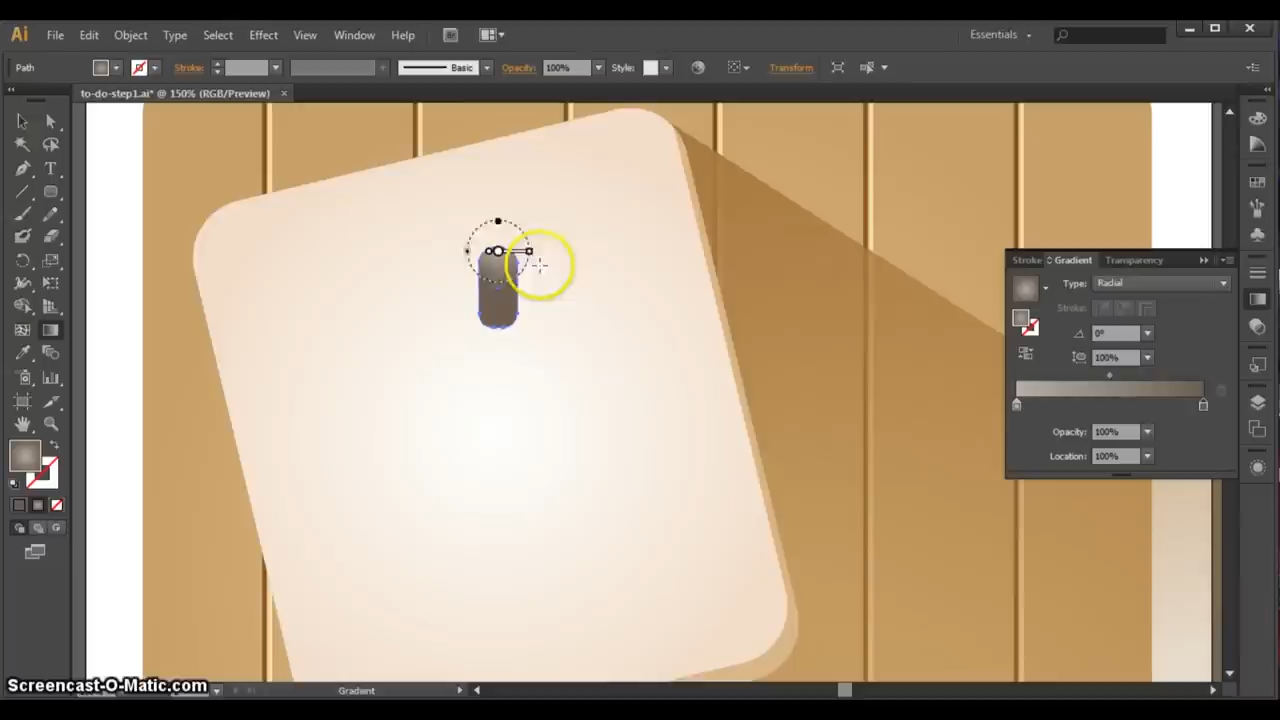 Ai File Edit Object Type Select Effect View Window Help Br Essentials
Path Stroke: Basic Opacity: 100% Style: Transform
to-do-step1.ai* @ 150% (RGB/Preview) ×
Stroke Gradient Transparency
Type: Radial
Stroke:
0°
100%
Opacity: 100%
Location: 100%
Screencast-O-Matic.com
Gradient